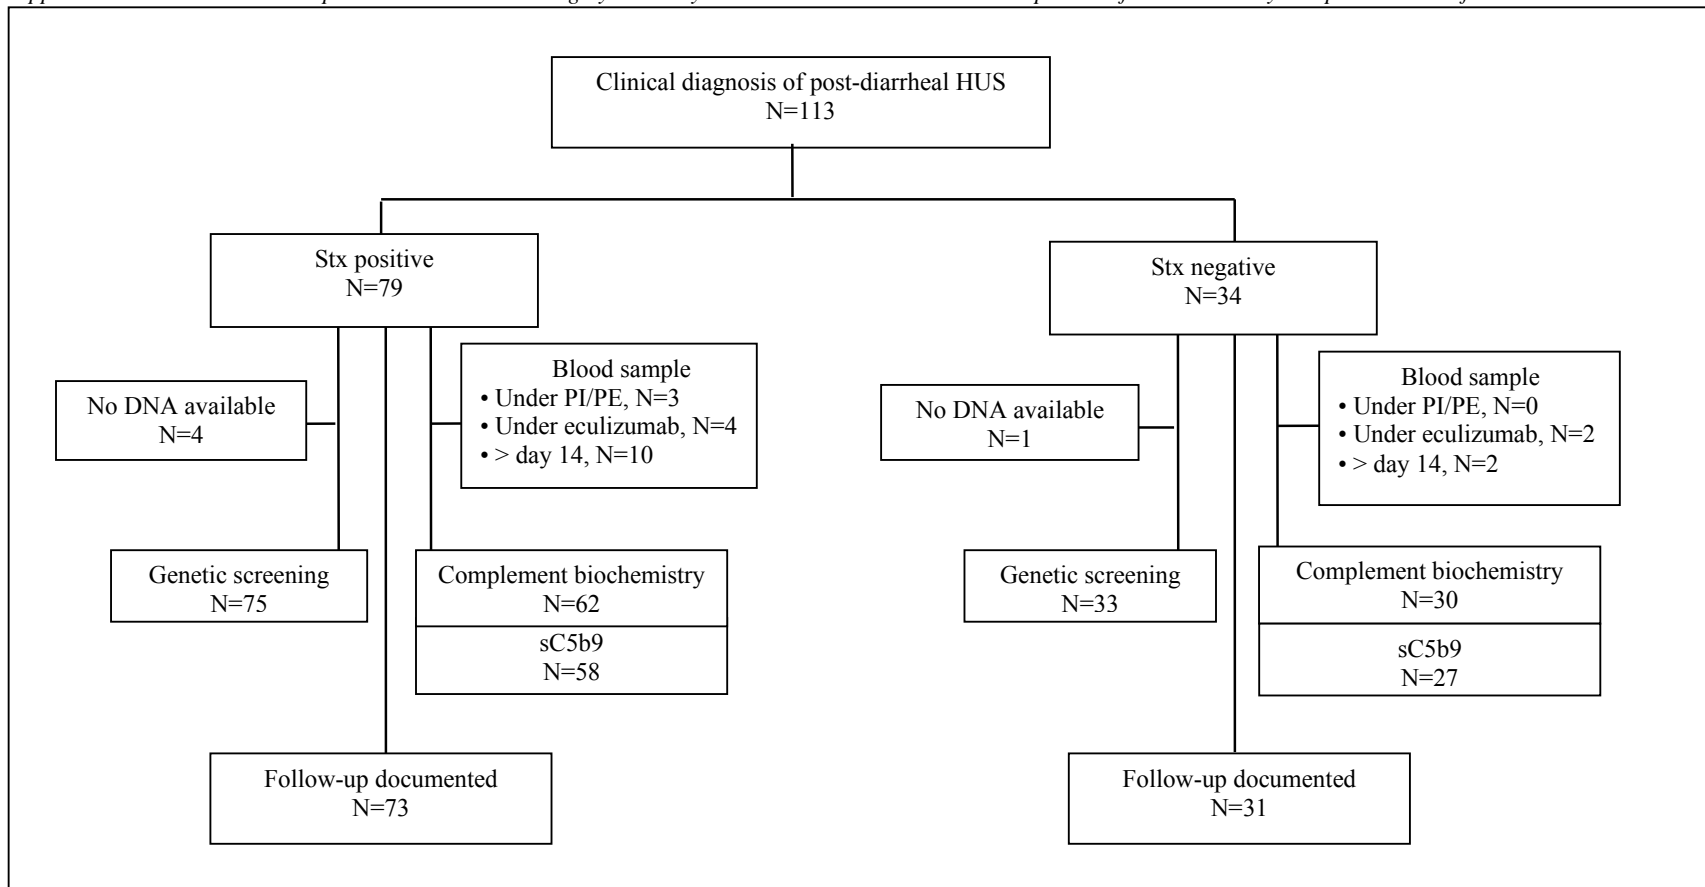 Clinical diagnosis of post-diarrheal HUS
N=113
Stx positive
N=79
Stx negative
N=34
No DNA available
N=4
Blood sample
• Under PI/PE, N=3
• Under eculizumab, N=4
• > day 14, N=10
No DNA available
N=1
Blood sample
• Under PI/PE, N=0
• Under eculizumab, N=2
• > day 14, N=2
Genetic screening
N=75
Complement biochemistry
N=62
sC5b9
N=58
Genetic screening
N=33
Complement biochemistry
N=30
sC5b9
N=27
Follow-up documented
N=73
Follow-up documented
N=31